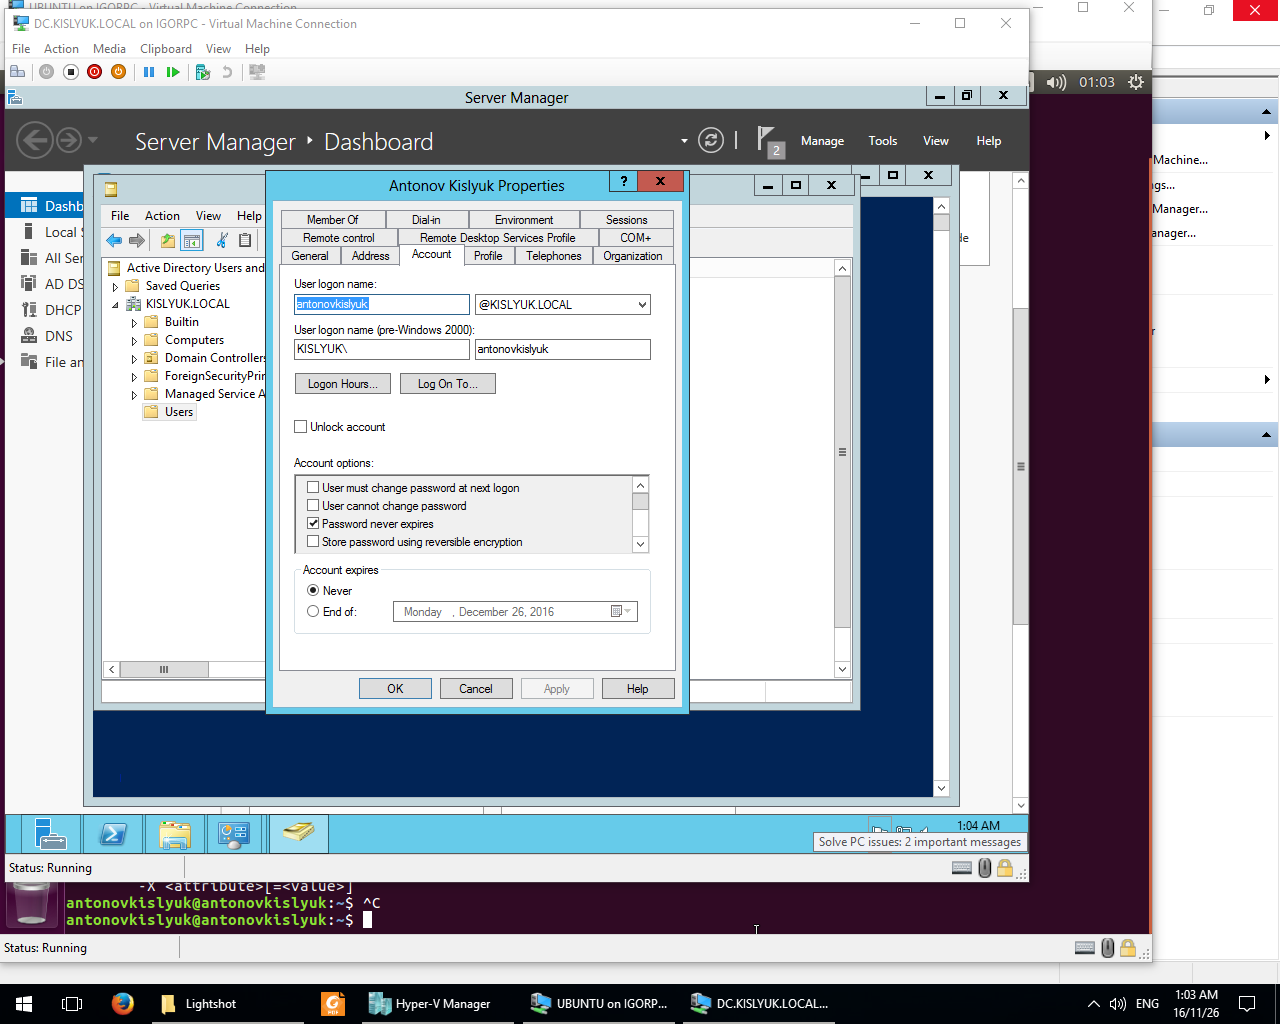 UBUNTU on IGORPC - Virtual Machine Connection
DC.KISLYUK.LOCAL on IGORPC - Virtual Machine Connection
File Action Media Clipboard View Help
01:03
Server Manager
Server Manager Dashboard
2
Manage Tools View Help
Machine...
gs...
Manager...
anager...
Antonov Kislyuk Properties
?
Dashb
Local S
All Ser
AD DS
DHCP
DNS
File an
File Action View Help
Active Directory Users and
Saved Queries
KISLYUK.LOCAL
Builtin
Computers
Domain Controllers
ForeignSecurityPrin
Managed Service A
Users
Member Of Dial-in Environment Sessions
Remote control Remote Desktop Services Profile COM+
General Address Account Profile Telephones Organization
User logon name:
antonovkislyuk @KISLYUK.LOCAL
User logon name (pre-Windows 2000):
KISLYUK\ antonovkislyuk
Logon Hours... Log On To...
Unlock account
Account options:
User must change password at next logon
User cannot change password
Password never expires
Store password using reversible encryption
Account expires
Never
End of: Monday , December 26, 2016
OK Cancel Apply Help
de
r
1:04 AM
Solve PC issues: 2 important messages
Status: Running
-X <attribute>[=<value>]
antonovkislyuk@antonovkislyuk:~$ ^C
antonovkislyuk@antonovkislyuk:~$
Status: Running
Lightshot
PDF
Hyper-V Manager
UBUNTU on IGORP...
DC.KISLYUK.LOCAL...
ENG
1:03 AM
16/11/26